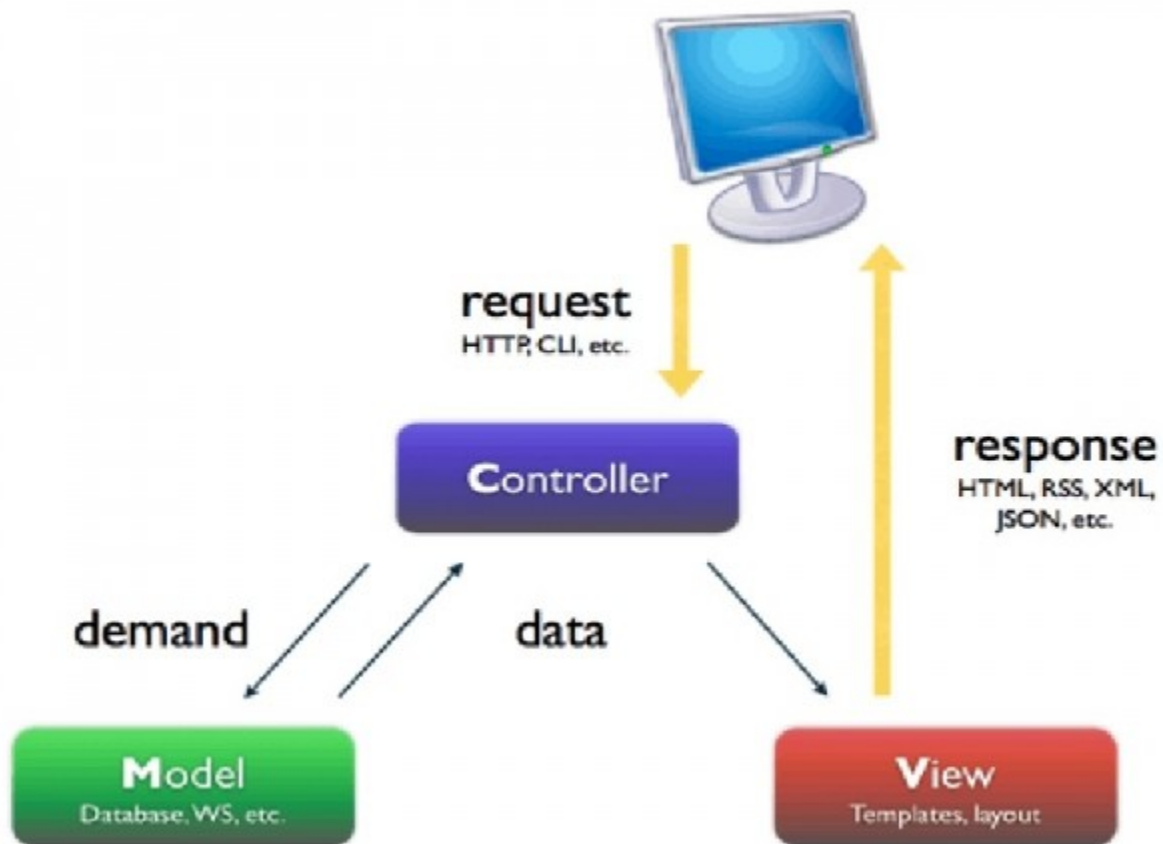 request
HTTP, CLI, etc.
Controller
response
HTML, RSS, XML,
JSON, etc.
demand
data
Model
Database, WS, etc.
View
Templates, layout